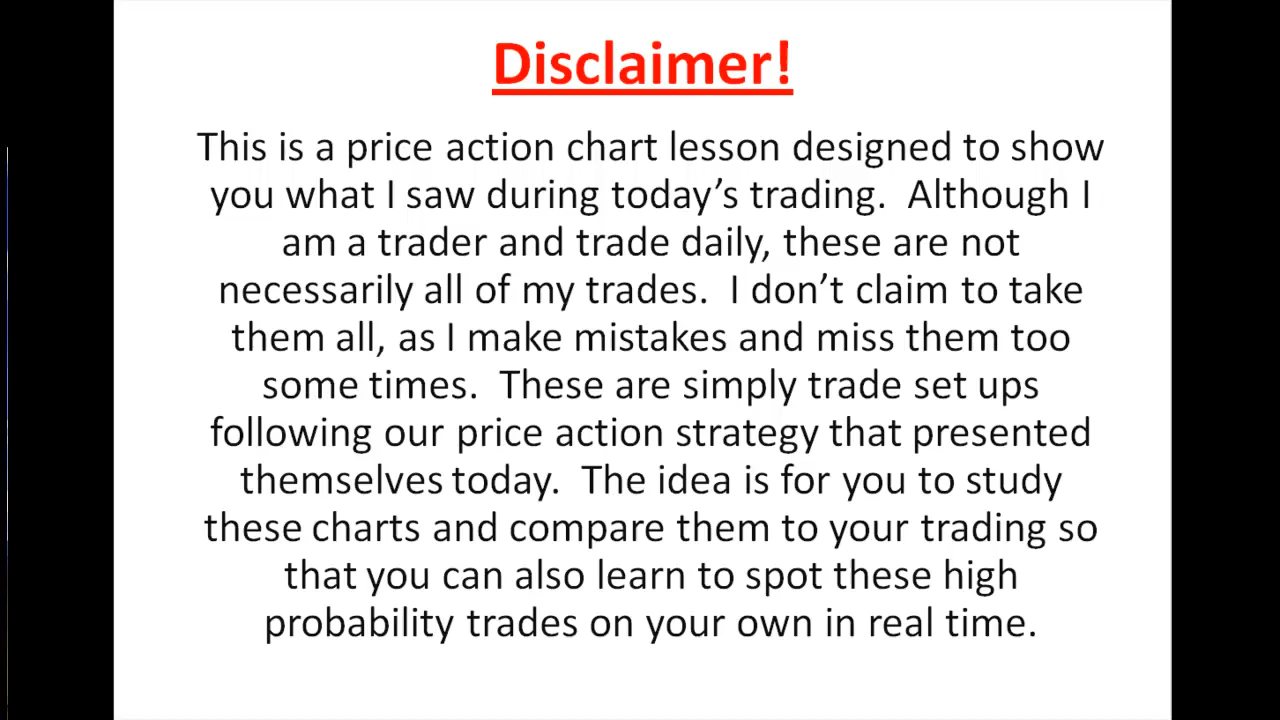 Disclaimer!
This is a price action chart lesson designed to show
you what I saw during today’s trading.  Although I
am a trader and trade daily, these are not
necessarily all of my trades.  I don’t claim to take
them all, as I make mistakes and miss them too
some times.  These are simply trade set ups
following our price action strategy that presented
themselves today.  The idea is for you to study
these charts and compare them to your trading so
that you can also learn to spot these high
probability trades on your own in real time.